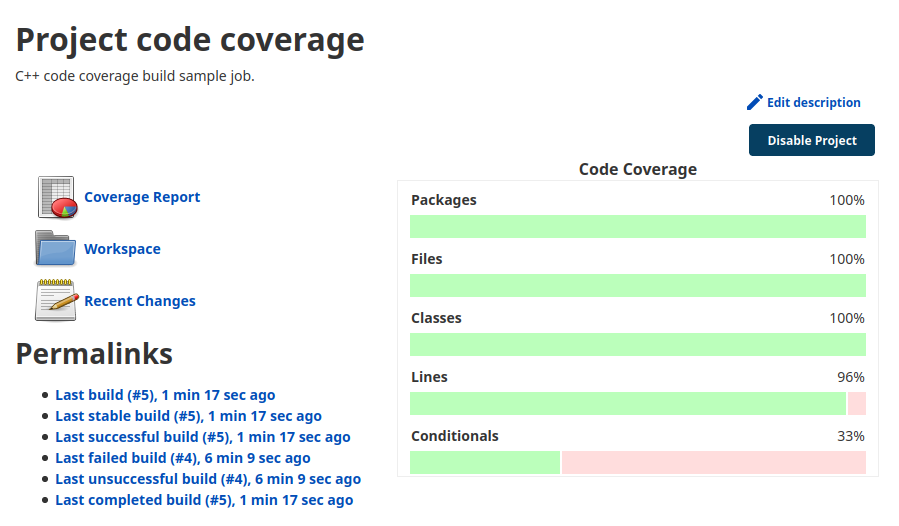 Project code coverage
C++ code coverage build sample job.
Edit description
Disable Project
Coverage Report
Workspace
Recent Changes
Permalinks
Last build (#5), 1 min 17 sec ago
Last stable build (#5), 1 min 17 sec ago
Last successful build (#5), 1 min 17 sec ago
Last failed build (#4), 6 min 9 sec ago
Last unsuccessful build (#4), 6 min 9 sec ago
Last completed build (#5), 1 min 17 sec ago
Code Coverage
Packages 100%
Files 100%
Classes 100%
Lines 96%
Conditionals 33%